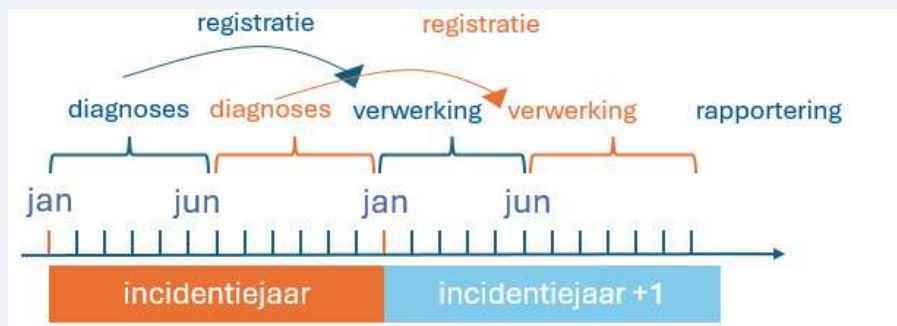 registratie registratie
diagnoses diagnoses verwerking verwerking rapportering
jan jun jan jun
incidentiejaar incidentiejaar +1